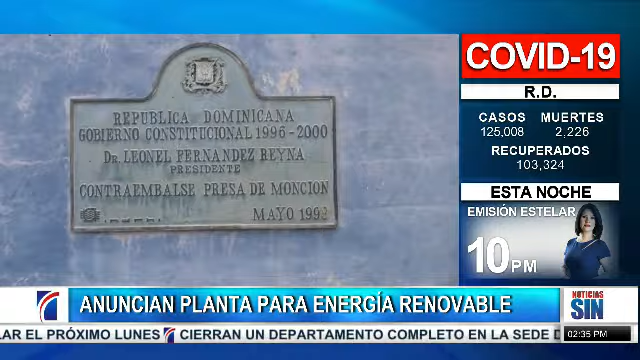 REPUBLICA DOMINICANA
GOBIERNO CONSTITUCIONAL 1996-2000
DR. LEONEL FERNANDEZ REYNA
PRESIDENTE
CONTRAEMBALSE PRESA DE MONCION
MAYO 1998
COVID-19
R.D.
CASOS MUERTES
125,008 2,226
RECUPERADOS
103,324
ESTA NOCHE
EMISIÓN ESTELAR
10PM
ANUNCIAN PLANTA PARA ENERGÍA RENOVABLE
NOTICIAS
SIN
AR EL PRÓXIMO LUNES CIERRAN UN DEPARTAMENTO COMPLETO EN LA SEDE
02:35 PM